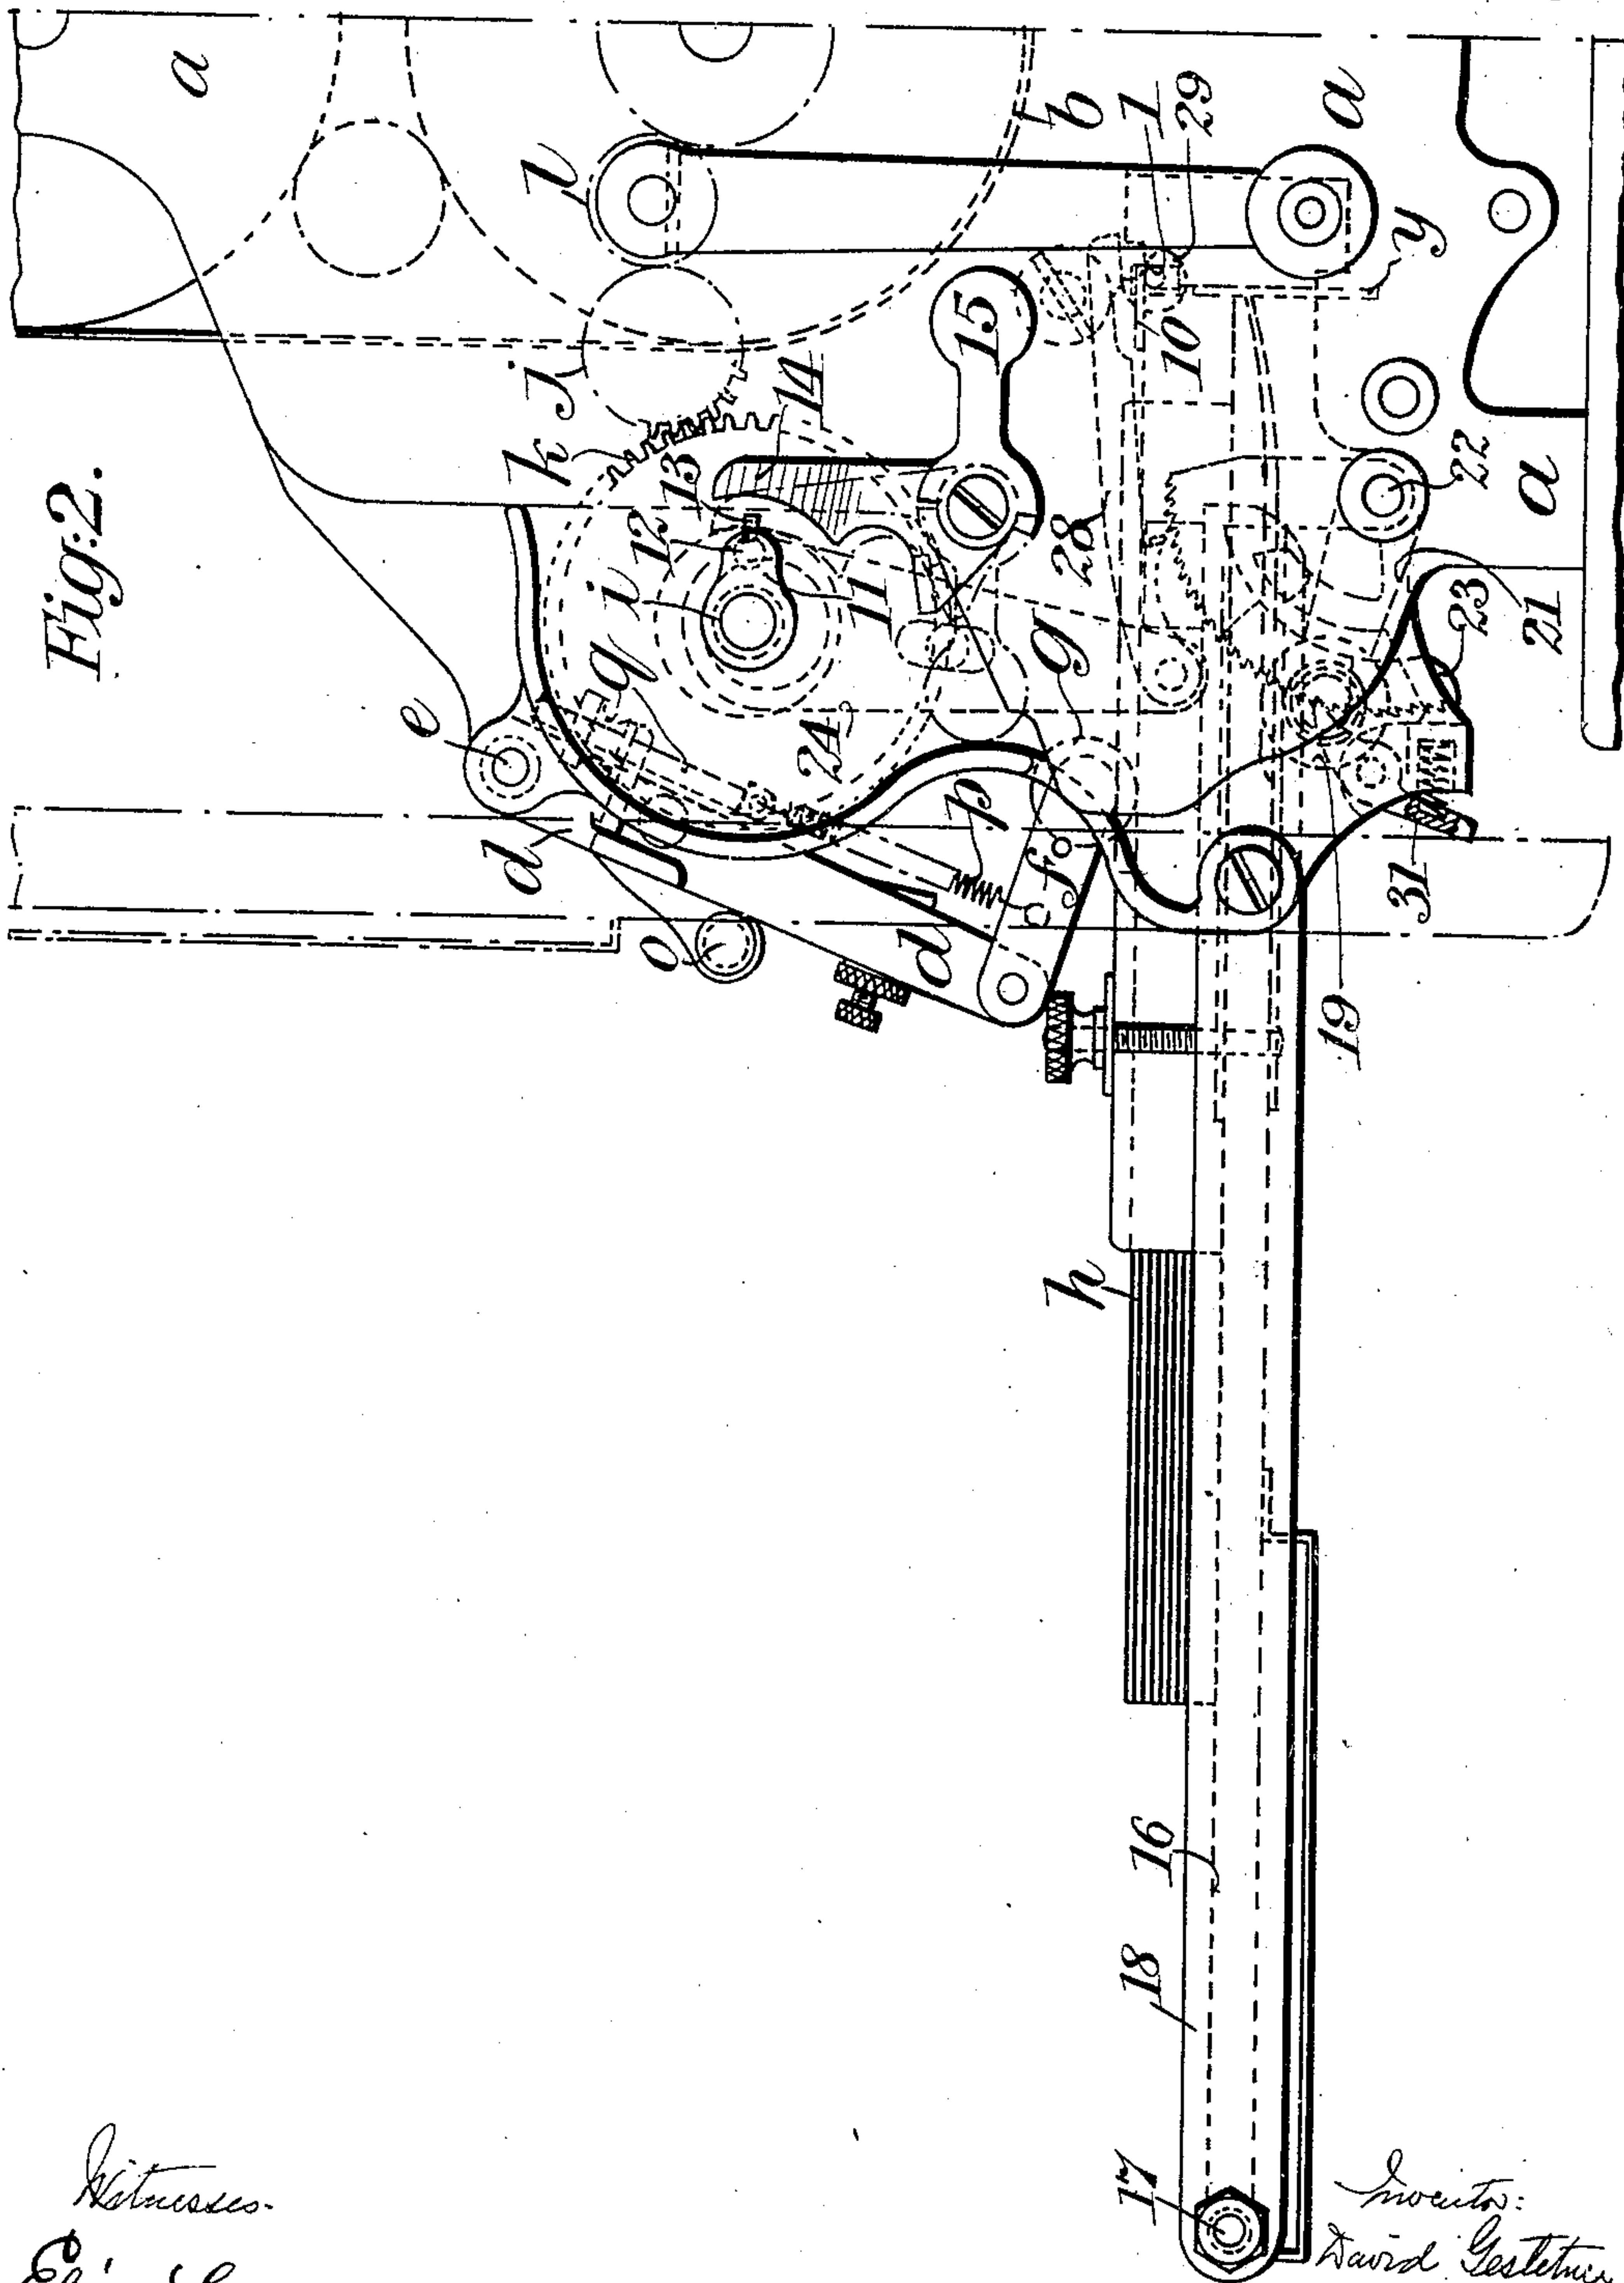 Fig:2.
a
l
b
1
29
a
y
k
j
14
15
10
13
12
i
11
28
22
a
e
q
g
23
21
d
24
p
f
31
o
d
19
h
16
18
17
Witnesses.
Inventor:
David Gestetner